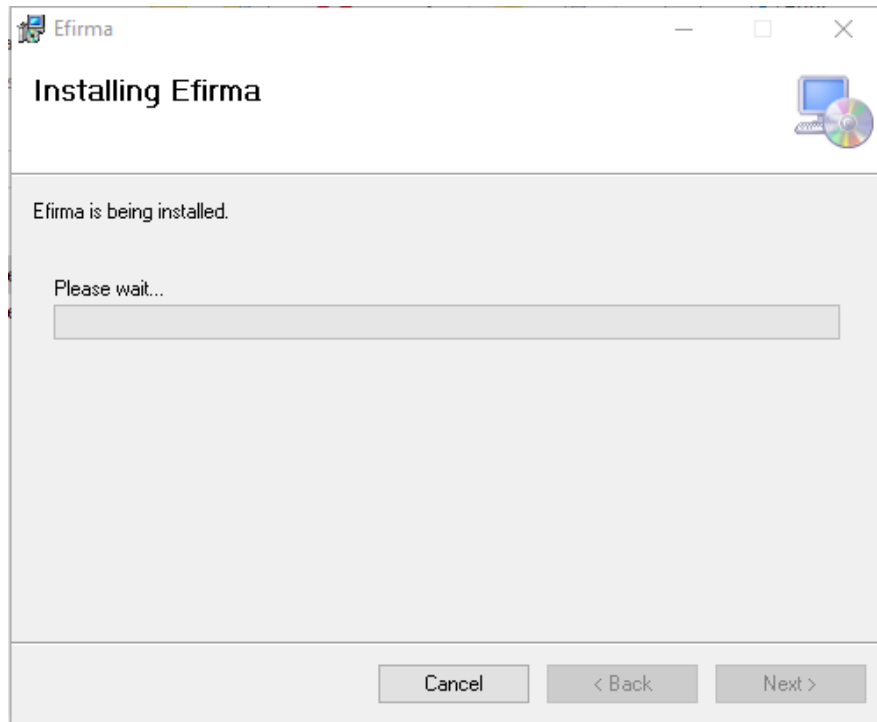 Efirma
Installing Efirma
Efirma is being installed.
Please wait...
Cancel
< Back
Next >